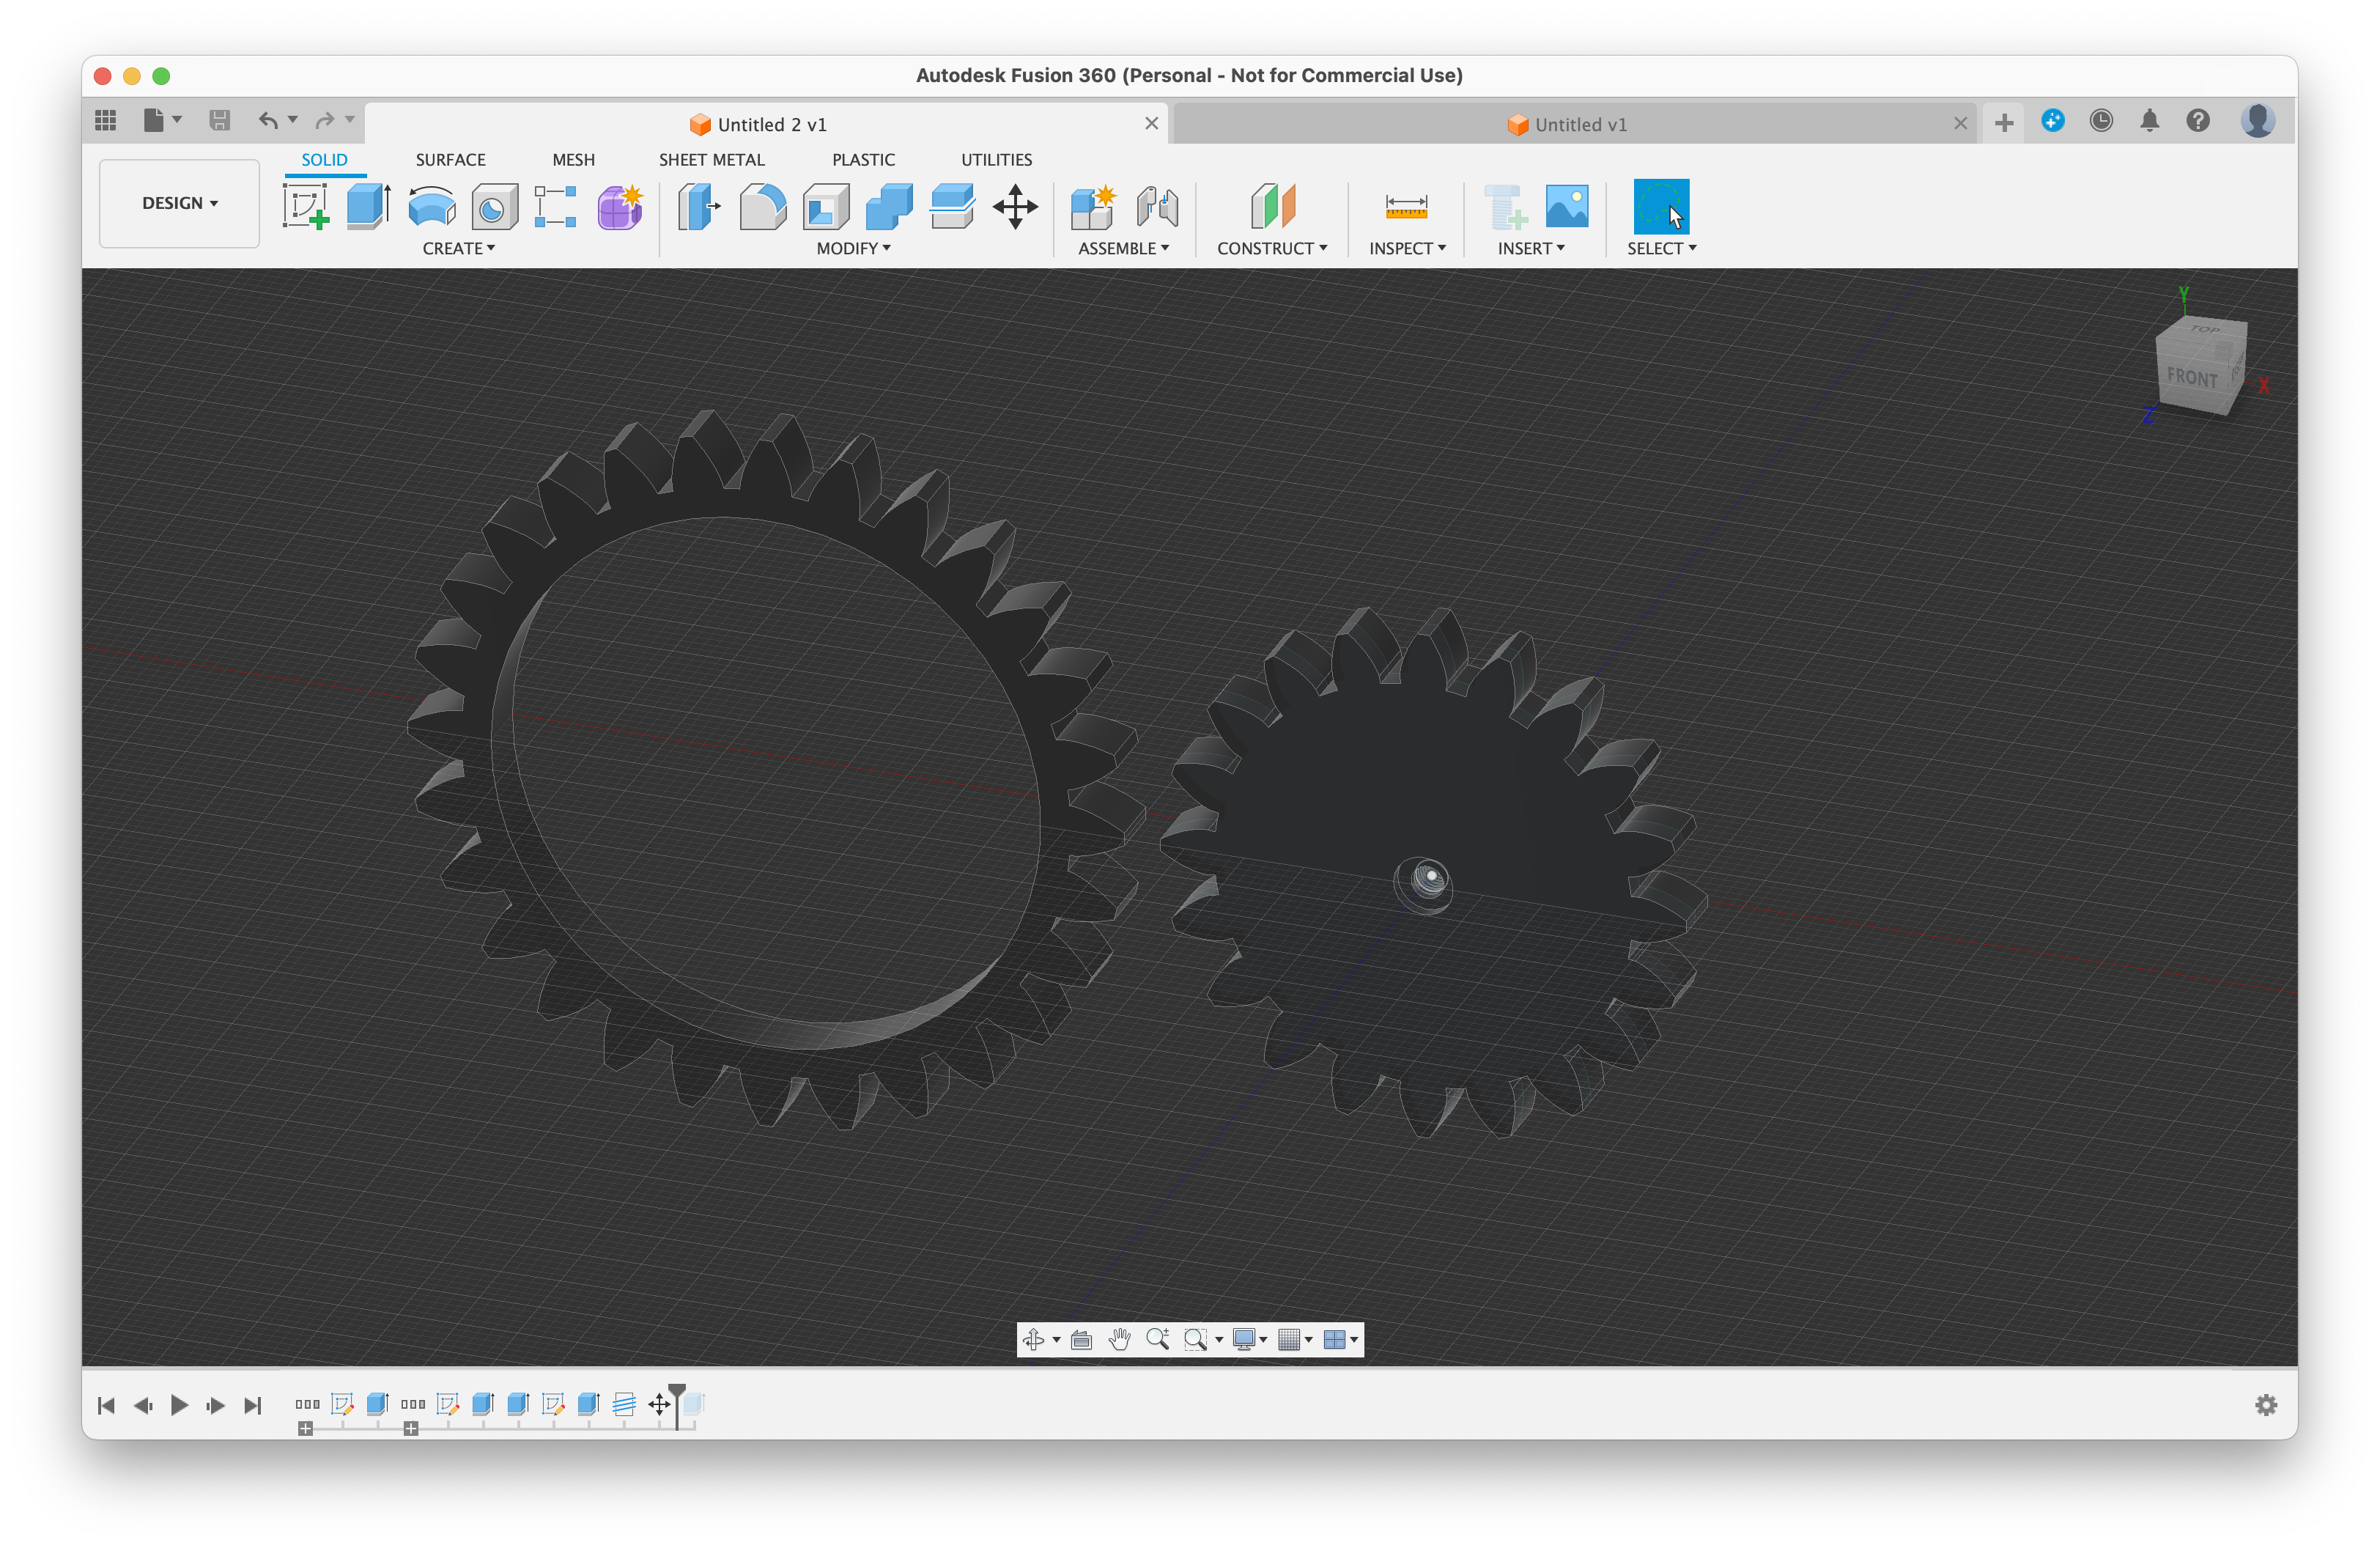 Autodesk Fusion 360 (Personal - Not for Commercial Use)
Untitled 2 v1
Untitled v1
SOLID SURFACE MESH SHEET METAL PLASTIC UTILITIES
DESIGN
CREATE MODIFY ASSEMBLE CONSTRUCT INSPECT INSERT SELECT
Y
TOP
FRONT
X
Z